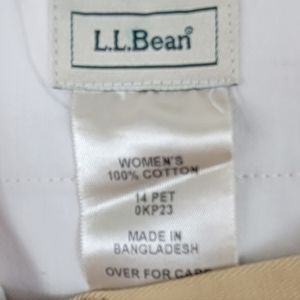 L.L.Bean®
WOMEN'S
100% COTTON
14 PET
0KP23
MADE IN
BANGLADESH
OVER FOR CARE